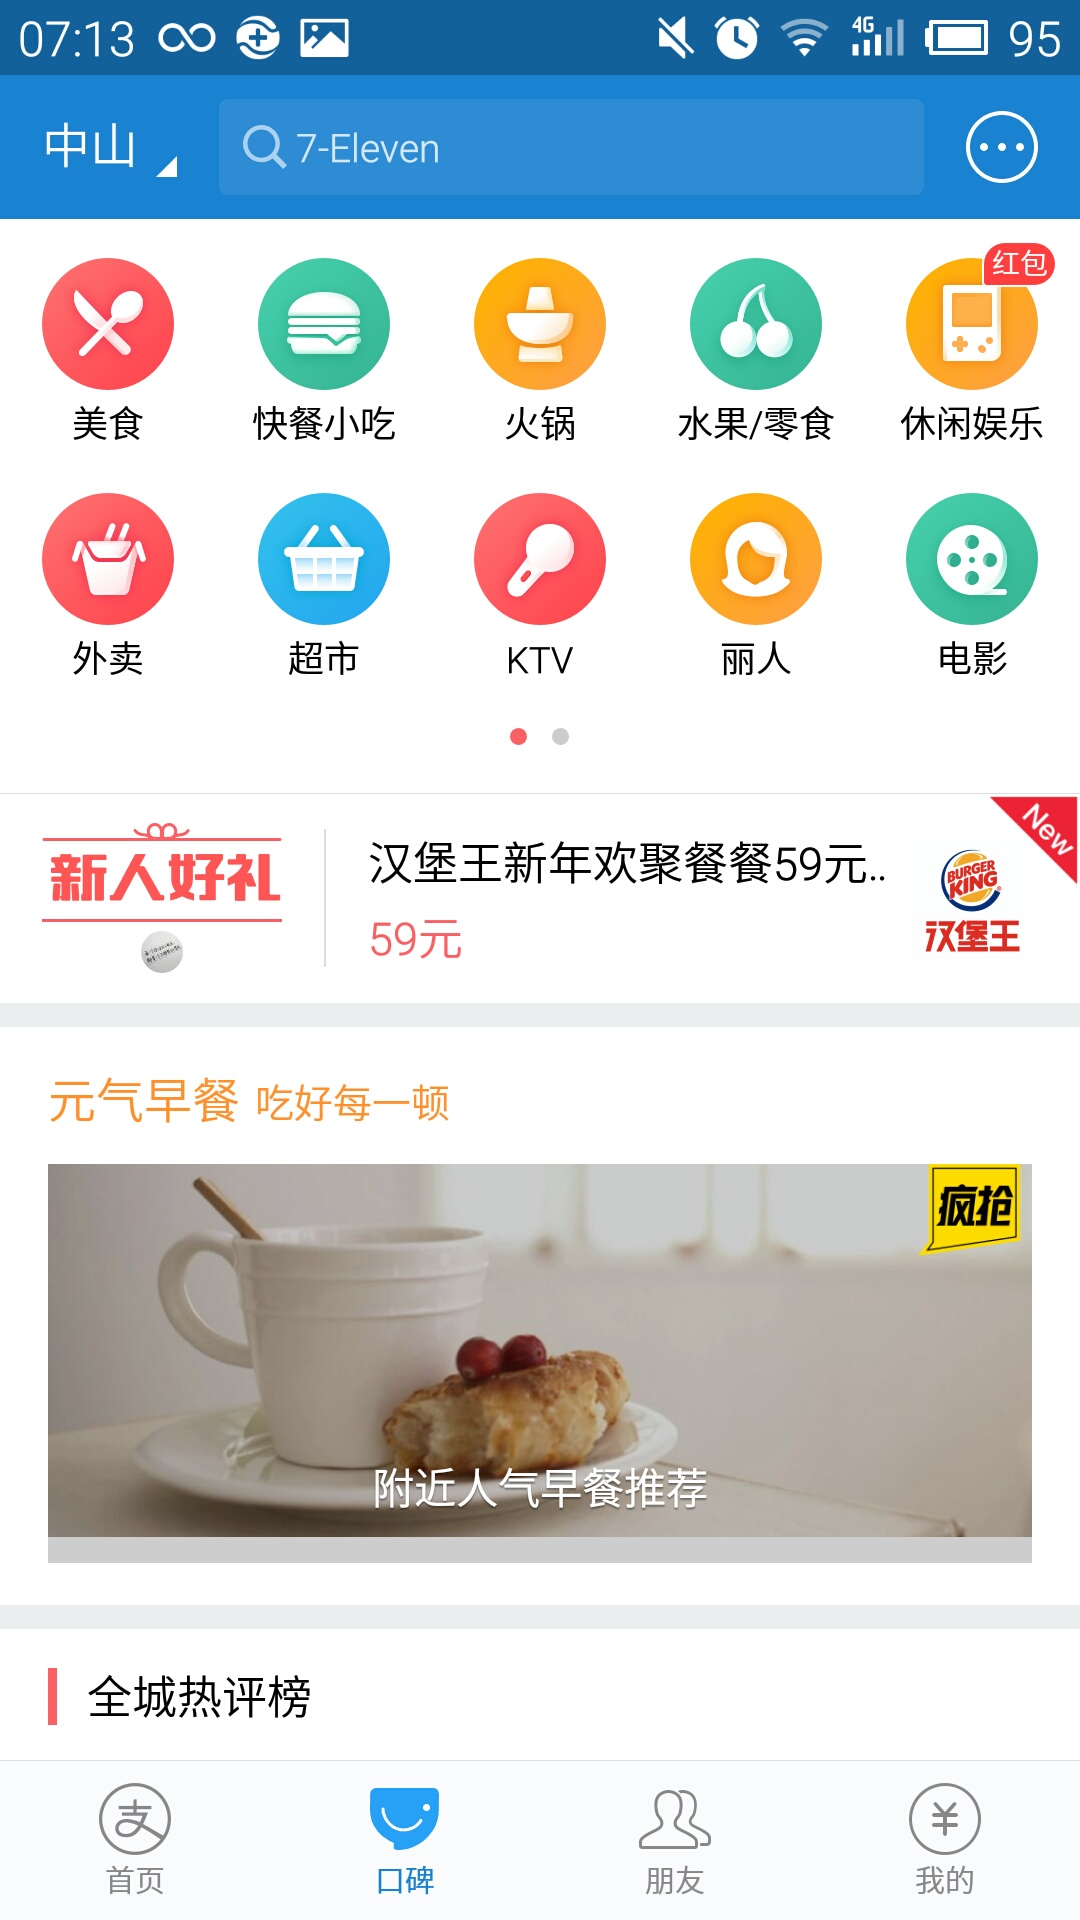 07:13 4G 95
中山 7-Eleven
红包
美食 快餐小吃 火锅 水果/零食 休闲娱乐
外卖 超市 KTV 丽人 电影
New
新人好礼
汉堡王新年欢聚餐餐59元..
59元
BURGER KING
汉堡王
元气早餐 吃好每一顿
疯抢
附近人气早餐推荐
全城热评榜
支 ¥
首页 口碑 朋友 我的